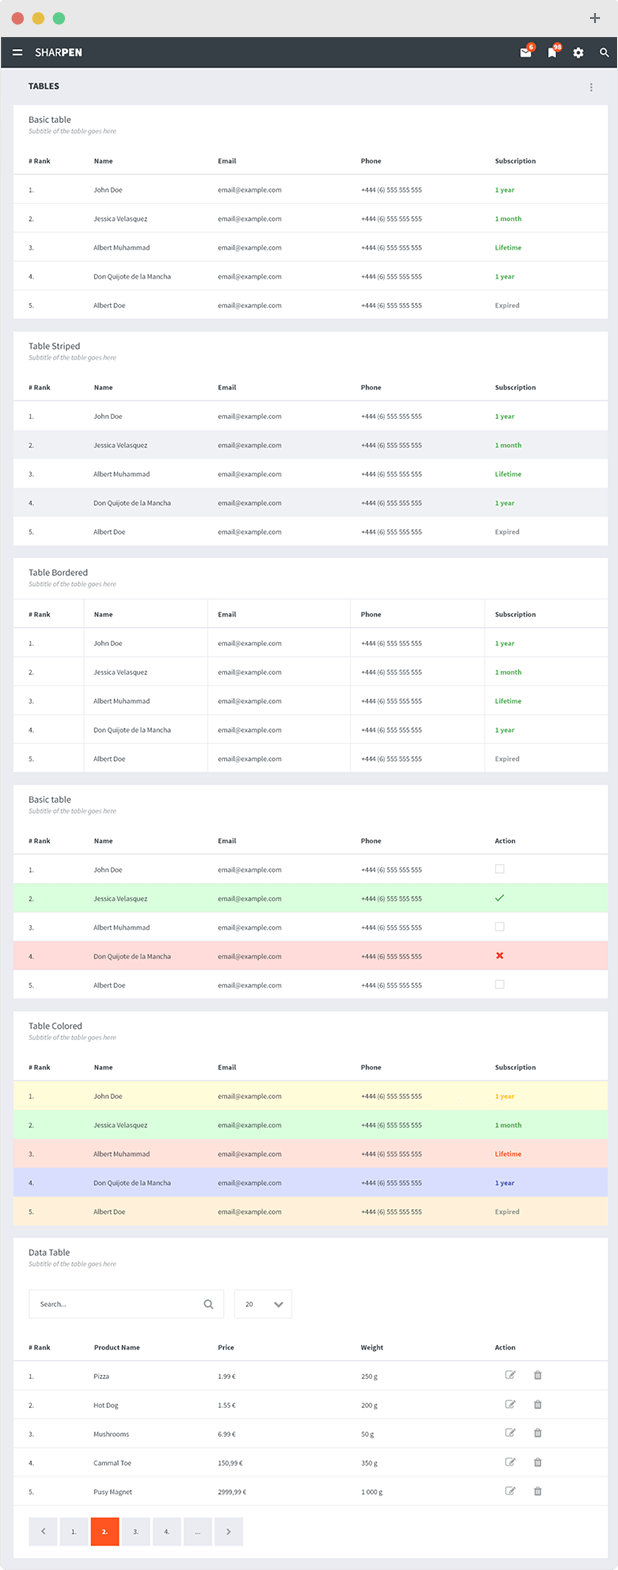 SHARPEN 6 98
TABLES
Basic table
Subtitle of the table goes here
# Rank Name Email Phone Subscription
1. John Doe email@example.com +444 (6) 555 555 555 1 year
2. Jessica Velasquez email@example.com +444 (6) 555 555 555 1 month
3. Albert Muhammad email@example.com +444 (6) 555 555 555 Lifetime
4. Don Quijote de la Mancha email@example.com +444 (6) 555 555 555 1 year
5. Albert Doe email@example.com +444 (6) 555 555 555 Expired
Table Striped
Subtitle of the table goes here
# Rank Name Email Phone Subscription
1. John Doe email@example.com +444 (6) 555 555 555 1 year
2. Jessica Velasquez email@example.com +444 (6) 555 555 555 1 month
3. Albert Muhammad email@example.com +444 (6) 555 555 555 Lifetime
4. Don Quijote de la Mancha email@example.com +444 (6) 555 555 555 1 year
5. Albert Doe email@example.com +444 (6) 555 555 555 Expired
Table Bordered
Subtitle of the table goes here
# Rank Name Email Phone Subscription
1. John Doe email@example.com +444 (6) 555 555 555 1 year
2. Jessica Velasquez email@example.com +444 (6) 555 555 555 1 month
3. Albert Muhammad email@example.com +444 (6) 555 555 555 Lifetime
4. Don Quijote de la Mancha email@example.com +444 (6) 555 555 555 1 year
5. Albert Doe email@example.com +444 (6) 555 555 555 Expired
Basic table
Subtitle of the table goes here
# Rank Name Email Phone Action
1. John Doe email@example.com +444 (6) 555 555 555
2. Jessica Velasquez email@example.com +444 (6) 555 555 555
3. Albert Muhammad email@example.com +444 (6) 555 555 555
4. Don Quijote de la Mancha email@example.com +444 (6) 555 555 555
5. Albert Doe email@example.com +444 (6) 555 555 555
Table Colored
Subtitle of the table goes here
# Rank Name Email Phone Subscription
1. John Doe email@example.com +444 (6) 555 555 555 1 year
2. Jessica Velasquez email@example.com +444 (6) 555 555 555 1 month
3. Albert Muhammad email@example.com +444 (6) 555 555 555 Lifetime
4. Don Quijote de la Mancha email@example.com +444 (6) 555 555 555 1 year
5. Albert Doe email@example.com +444 (6) 555 555 555 Expired
Data Table
Subtitle of the table goes here
Search... 20
# Rank Product Name Price Weight Action
1. Pizza 1.99 € 250 g
2. Hot Dog 1.55 € 200 g
3. Mushrooms 6.99 € 50 g
4. Cammal Toe 150,99 € 350 g
5. Pusy Magnet 2999,99 € 1 000 g
1. 2. 3. 4. ...